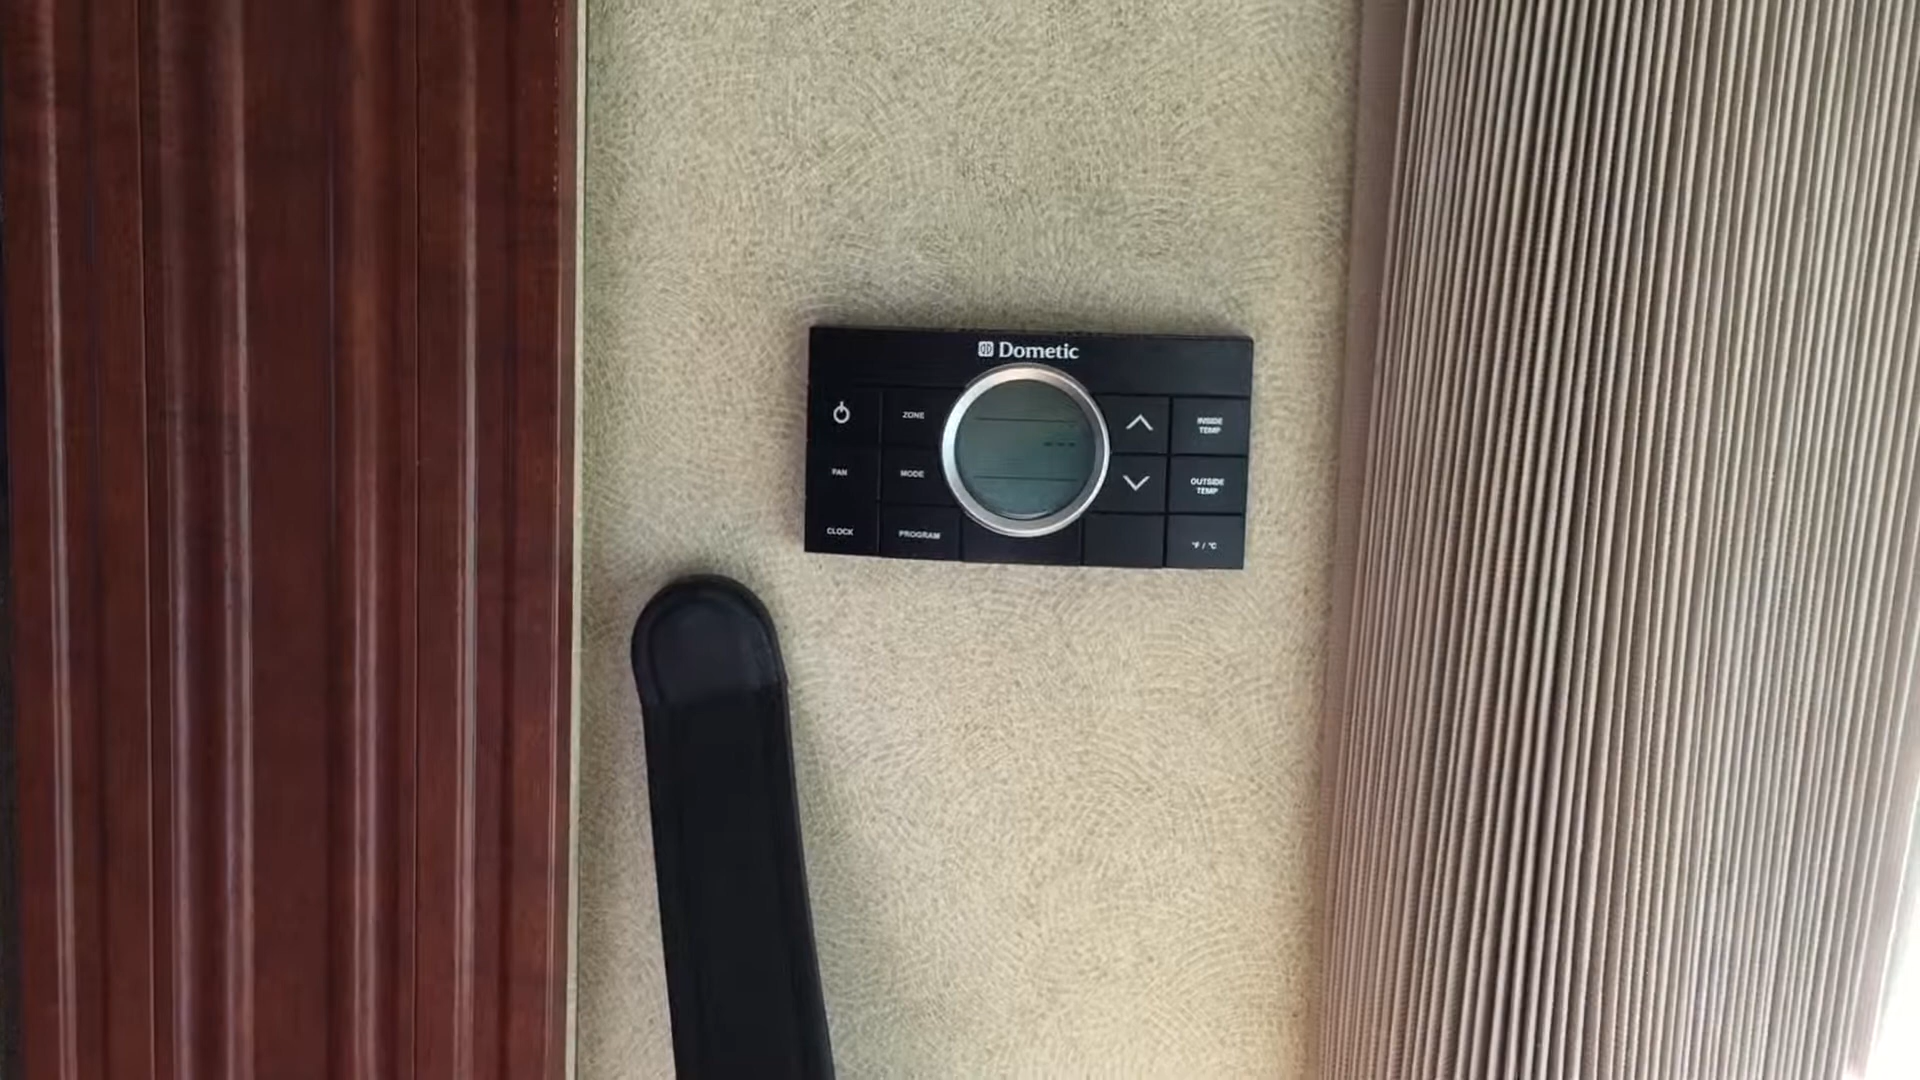 Dometic
ZONE
INSIDE
TEMP
FAN
MODE
OUTSIDE
TEMP
CLOCK
PROGRAM
°F / °C